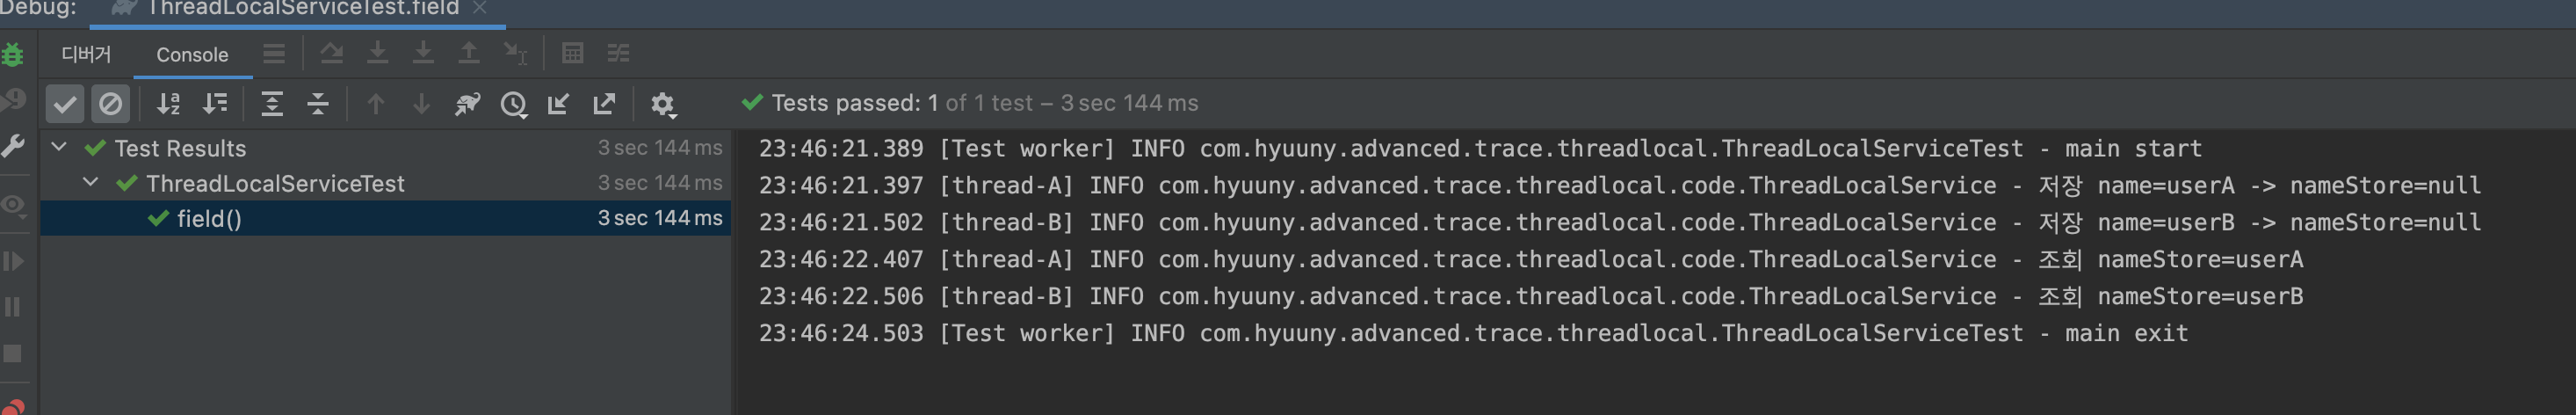 Debug: ThreadLocalServiceTest.field
디버거 Console
Tests passed: 1 of 1 test – 3 sec 144 ms
Test Results 3 sec 144 ms
ThreadLocalServiceTest 3 sec 144 ms
field() 3 sec 144 ms
23:46:21.389 [Test worker] INFO com.hyuuny.advanced.trace.threadlocal.ThreadLocalServiceTest - main start
23:46:21.397 [thread-A] INFO com.hyuuny.advanced.trace.threadlocal.code.ThreadLocalService - 저장 name=userA -> nameStore=null
23:46:21.502 [thread-B] INFO com.hyuuny.advanced.trace.threadlocal.code.ThreadLocalService - 저장 name=userB -> nameStore=null
23:46:22.407 [thread-A] INFO com.hyuuny.advanced.trace.threadlocal.code.ThreadLocalService - 조회 nameStore=userA
23:46:22.506 [thread-B] INFO com.hyuuny.advanced.trace.threadlocal.code.ThreadLocalService - 조회 nameStore=userB
23:46:24.503 [Test worker] INFO com.hyuuny.advanced.trace.threadlocal.ThreadLocalServiceTest - main exit